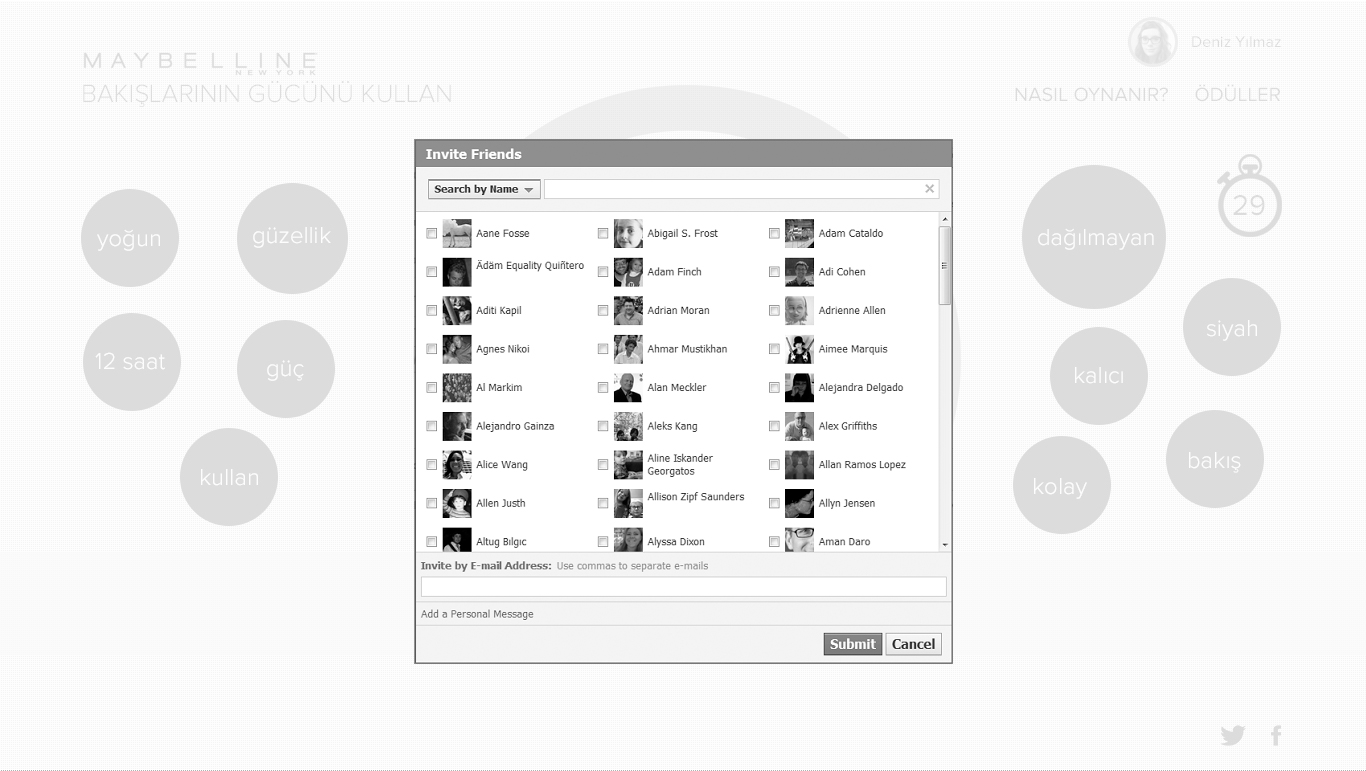 Deniz Yılmaz
MAYBELLINE
NEW YORK
BAKIŞLARININ GÜCÜNÜ KULLAN
NASIL OYNANIR? ÖDÜLLER
Invite Friends
Search by Name
yoğun
güzellik
12 saat
güç
kullan
Aane Fosse
Abigail S. Frost
Adam Cataldo
Ädäm Equality Quiñtero
Adam Finch
Adi Cohen
Aditi Kapil
Adrian Moran
Adrienne Allen
Agnes Nikoi
Ahmar Mustikhan
Aimee Marquis
Al Markim
Alan Meckler
Alejandra Delgado
Alejandro Gainza
Aleks Kang
Alex Griffiths
Alice Wang
Aline Iskander
Georgatos
Allan Ramos Lopez
Allen Justh
Allison Zipf Saunders
Allyn Jensen
Altug Bılgıc
Alyssa Dixon
Aman Daro
Invite by E-mail Address: Use commas to separate e-mails
Add a Personal Message
Submit Cancel
dağılmayan
29
siyah
kalıcı
bakış
kolay